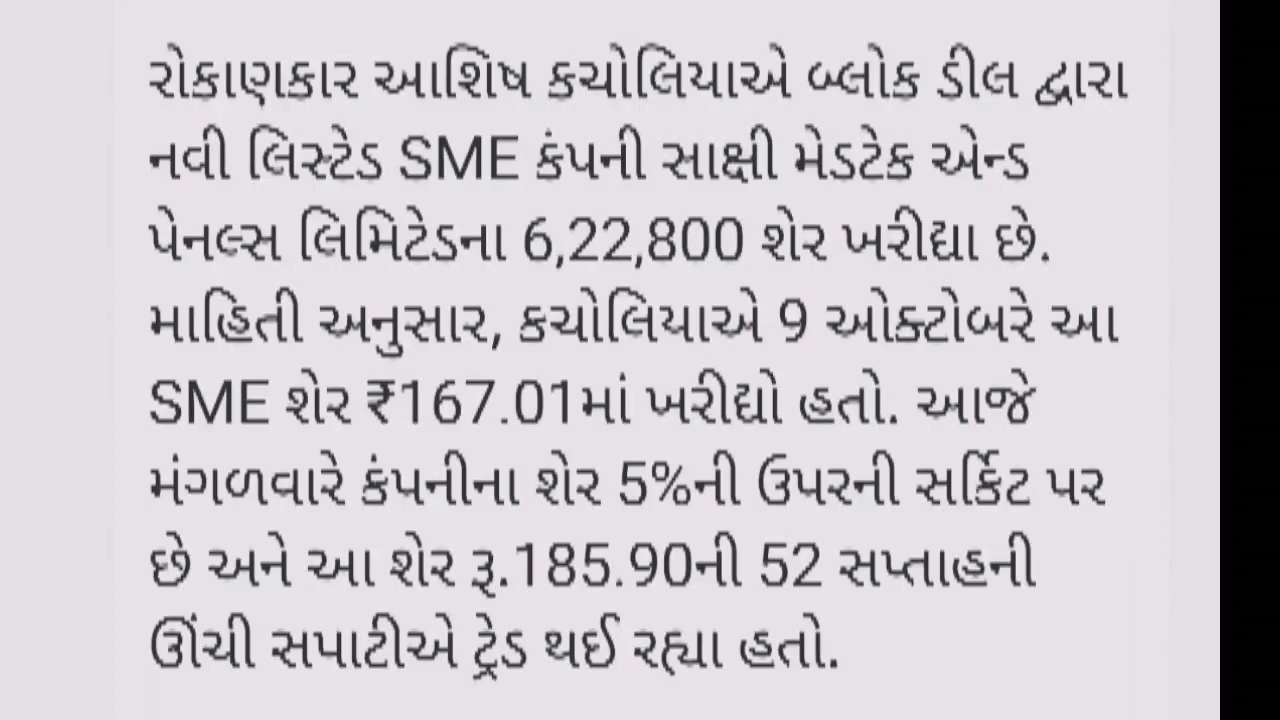 રોકાણકાર આશિષ કચોલિયાએ બ્લોક ડીલ દ્વારા
નવી લિસ્ટેડ SME કંપની સાક્ષી મેડટેક એન્ડ
પેનલ્સ લિમિટેડના 6,22,800 શેર ખરીદ્યા છે.
માહિતી અનુસાર, કચોલિયાએ 9 ઓક્ટોબરે આ
SME શેર ₹167.01માં ખરીદ્યો હતો. આજે
મંગળવારે કંપનીના શેર 5%ની ઉપરની સર્કિટ પર
છે અને આ શેર રૂ.185.90ની 52 સપ્તાહની
ઊંચી સપાટીએ ટ્રેડ થઈ રહ્યા હતો.